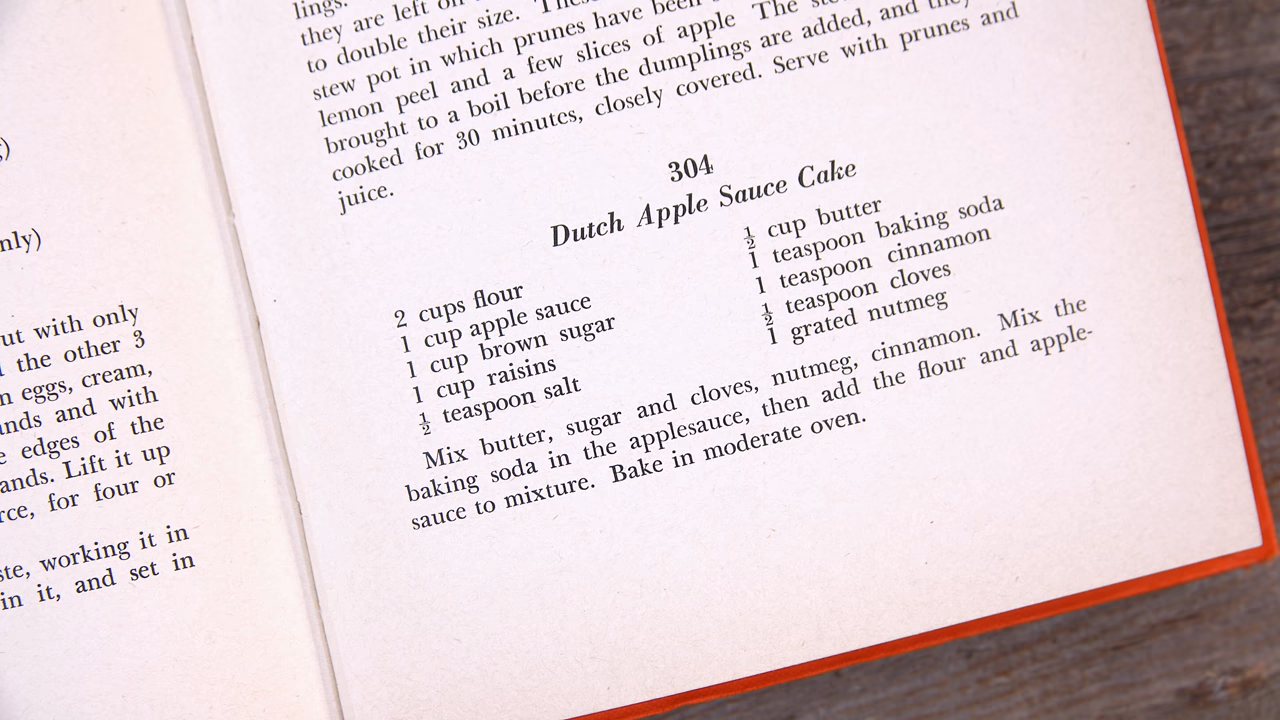 ;)
nly)
ut with only
the other 3
n eggs, cream,
nds and with
e edges of the
ands. Lift it up
rce, for four or
ste, working it in
in it, and set in
lings.
they are left
to double their size.
stew pot in which prunes have been
lemon peel and a few slices of apple The
brought to a boil before the dumplings are added, and they
cooked for 30 minutes, closely covered. Serve with prunes and
juice.
304
Dutch Apple Sauce Cake
2 cups flour
1 cup apple sauce
1 cup brown sugar
1 cup raisins
½ teaspoon salt
½ cup butter
1 teaspoon baking soda
1 teaspoon cinnamon
½ teaspoon cloves
1 grated nutmeg
Mix butter, sugar and cloves, nutmeg, cinnamon. Mix the
baking soda in the applesauce, then add the flour and apple-
sauce to mixture. Bake in moderate oven.